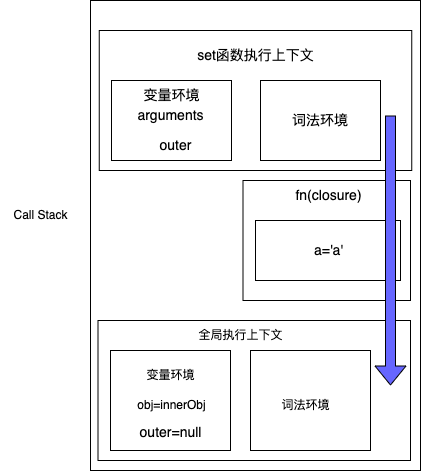 set函数执行上下文
变量环境
arguments
outer
词法环境
fn(closure)
Call Stack
a='a'
全局执行上下文
变量环境
obj=innerObj
outer=null
词法环境